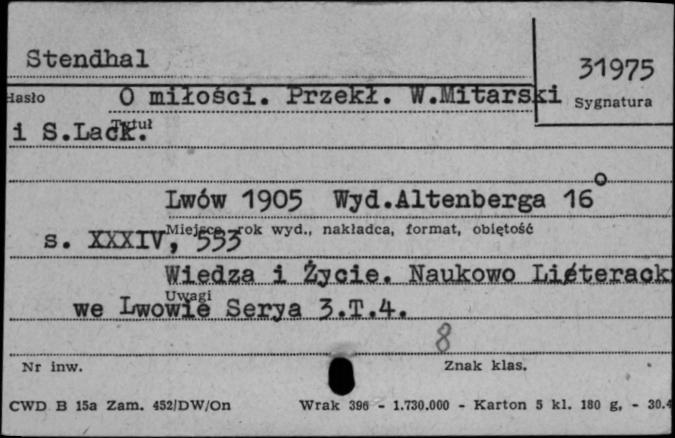 Stendhal
31975
Hasło
O miłości. Przekł. W.Mitarski
Sygnatura
Tytuł
i S.Lack.
Lwów 1905 Wyd.Altenberga 16°
Miejsce, rok wyd., nakładca, format, objętość
s. XXXIV, 553
Wiedza i Życie. Naukowo Literack
Uwagi
we Lwowie Serya 3.T.4.
8
Nr inw.
Znak klas.
CWD B 15a Zam. 452/DW/On Wrak 396 - 1.730.000 - Karton 5 kl. 180 g, - 30.4